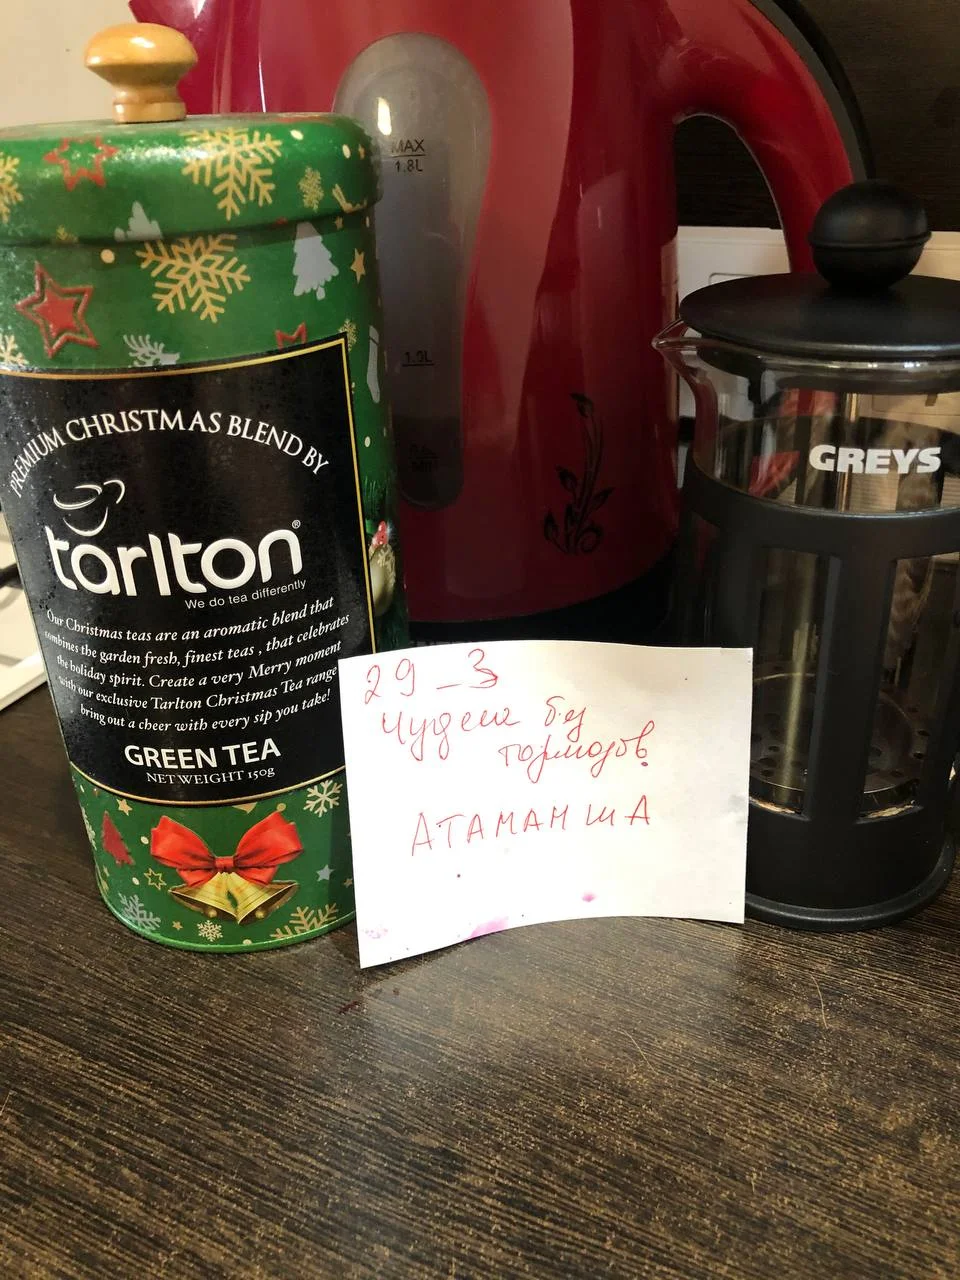 PREMIUM CHRISTMAS BLEND BY
tarlton®
We do tea differently
Our Christmas teas are an aromatic blend that
combines the garden fresh, finest teas , that celebrates
the holiday spirit. Create a very Merry moment
with our exclusive Tarlton Christmas Tea range
bring out a cheer with every sip you take!
GREEN TEA
NET WEIGHT 150g
MAX
1.8L
1.0L
GREYS
29_3
Чудеса без
тормозов
АТАМАНША